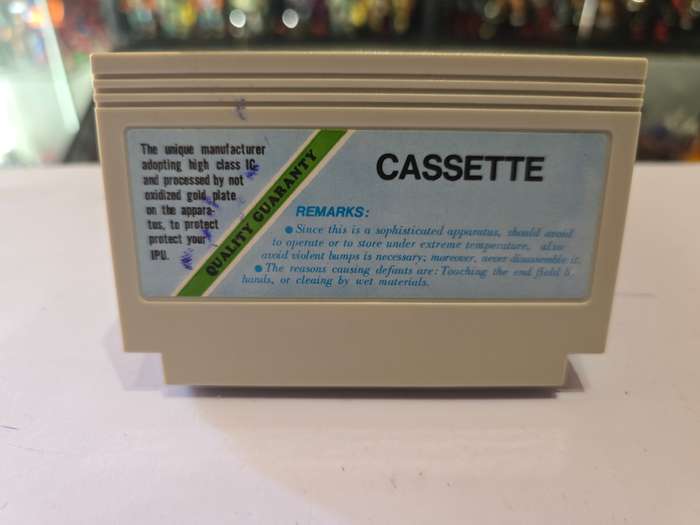 The unique manufacturer
adopting high class IC
and processed by not
oxidized gold plate
on the appara-
tus, to protect
protect your
IPU.
QUALITY GUARANTY
CASSETTE
REMARKS:
● Since this is a sophisticated apparatus, should avoid
to operate or to store under extreme temperature, also
avoid violent bumps is necessary; moreover, never disassemble it.
● The reasons causing defauts are: Touching the end field b.
hands, or cleaing by wet materials.